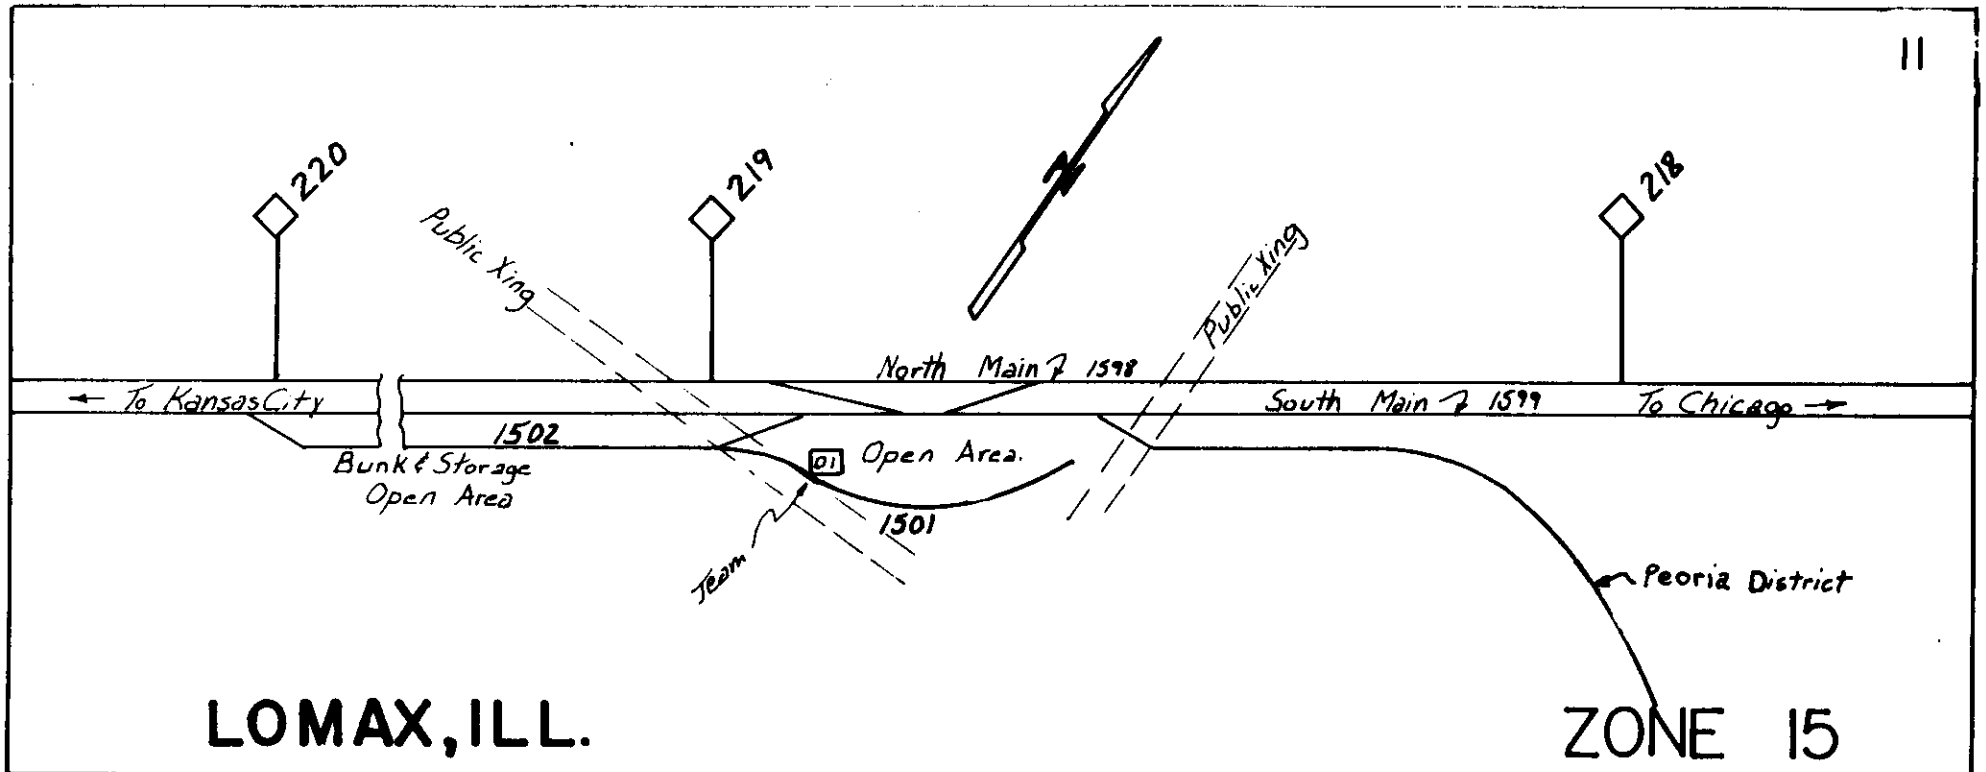 11
220
219
218
Public Xing
Public Xing
N
North Main 1598
← To Kansas City
South Main 1599
To Chicago →
1502
Bunk & Storage
Open Area
01
Open Area.
1501
Team
Peoria District
LOMAX, ILL.
ZONE 15